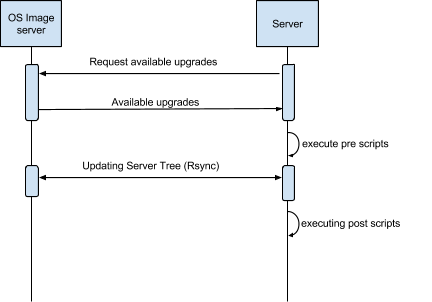 OS Image
server
Server
Request available upgrades
Available upgrades
execute pre scripts
Updating Server Tree (Rsync)
executing post scripts